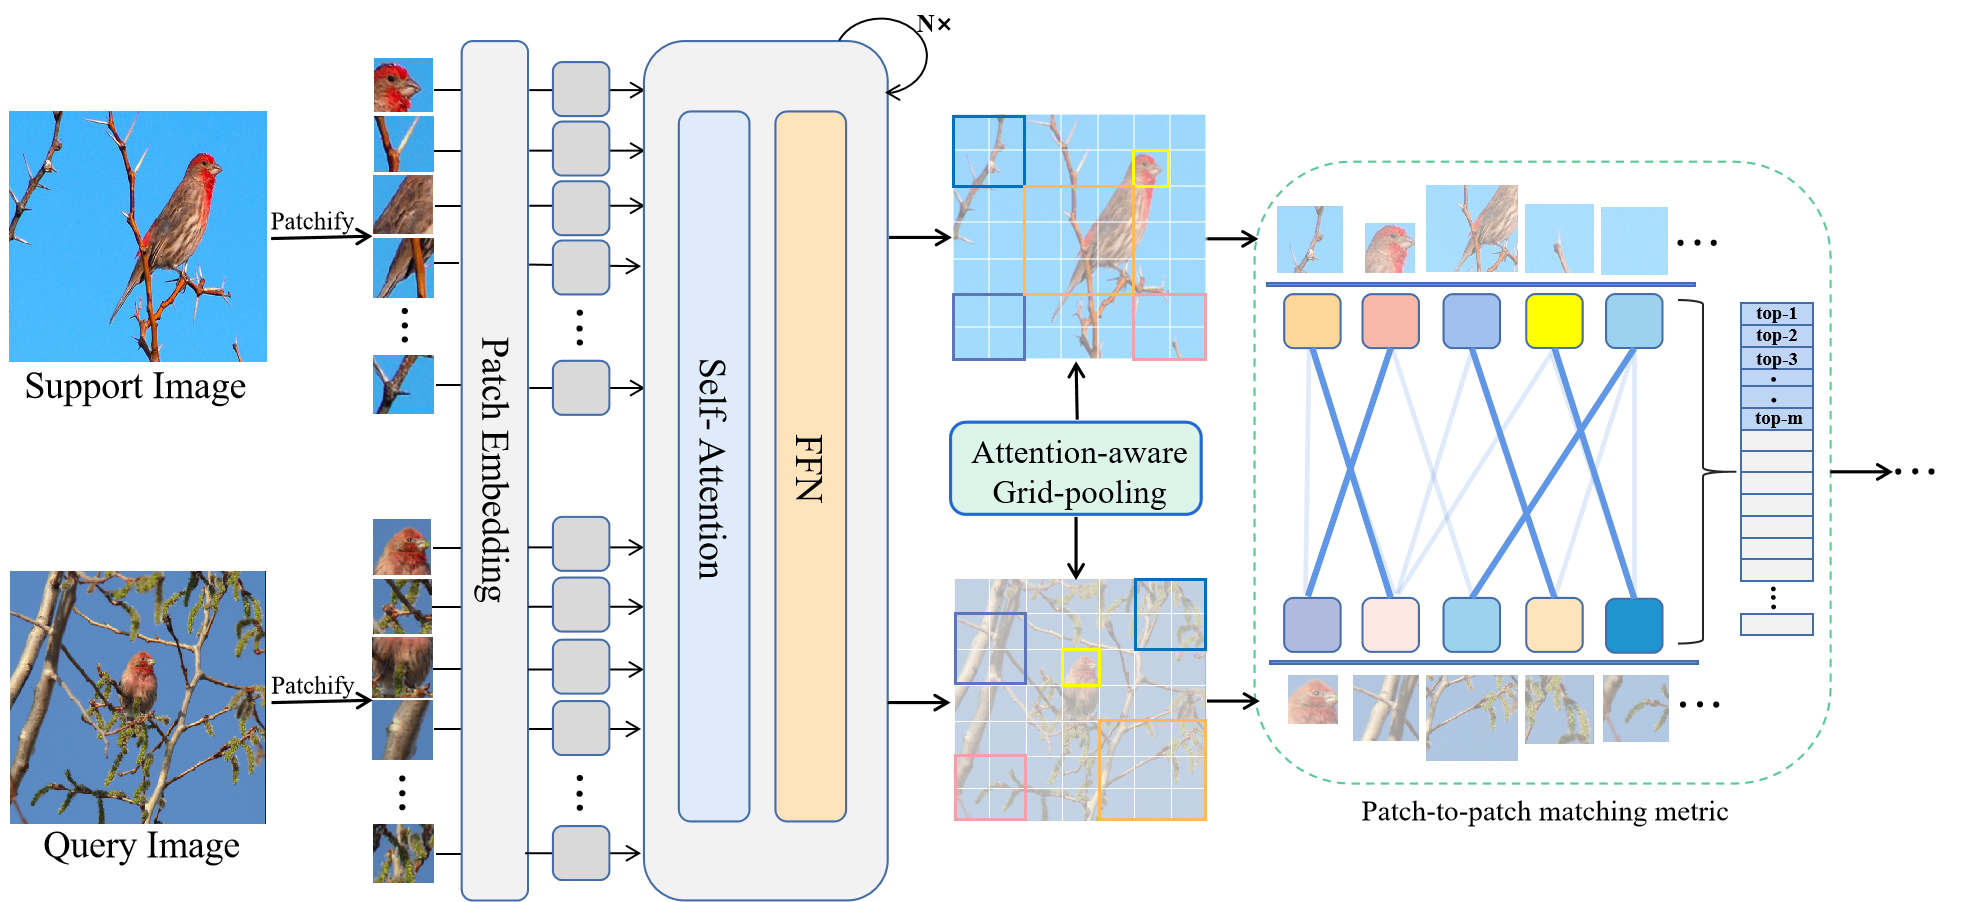 N×
Patchify
Support Image
Patch Embedding
Self- Attention
FFN
Attention-aware
Grid-pooling
top-1
top-2
top-3
.
.
top-m
Patchify
Query Image
Patch-to-patch matching metric